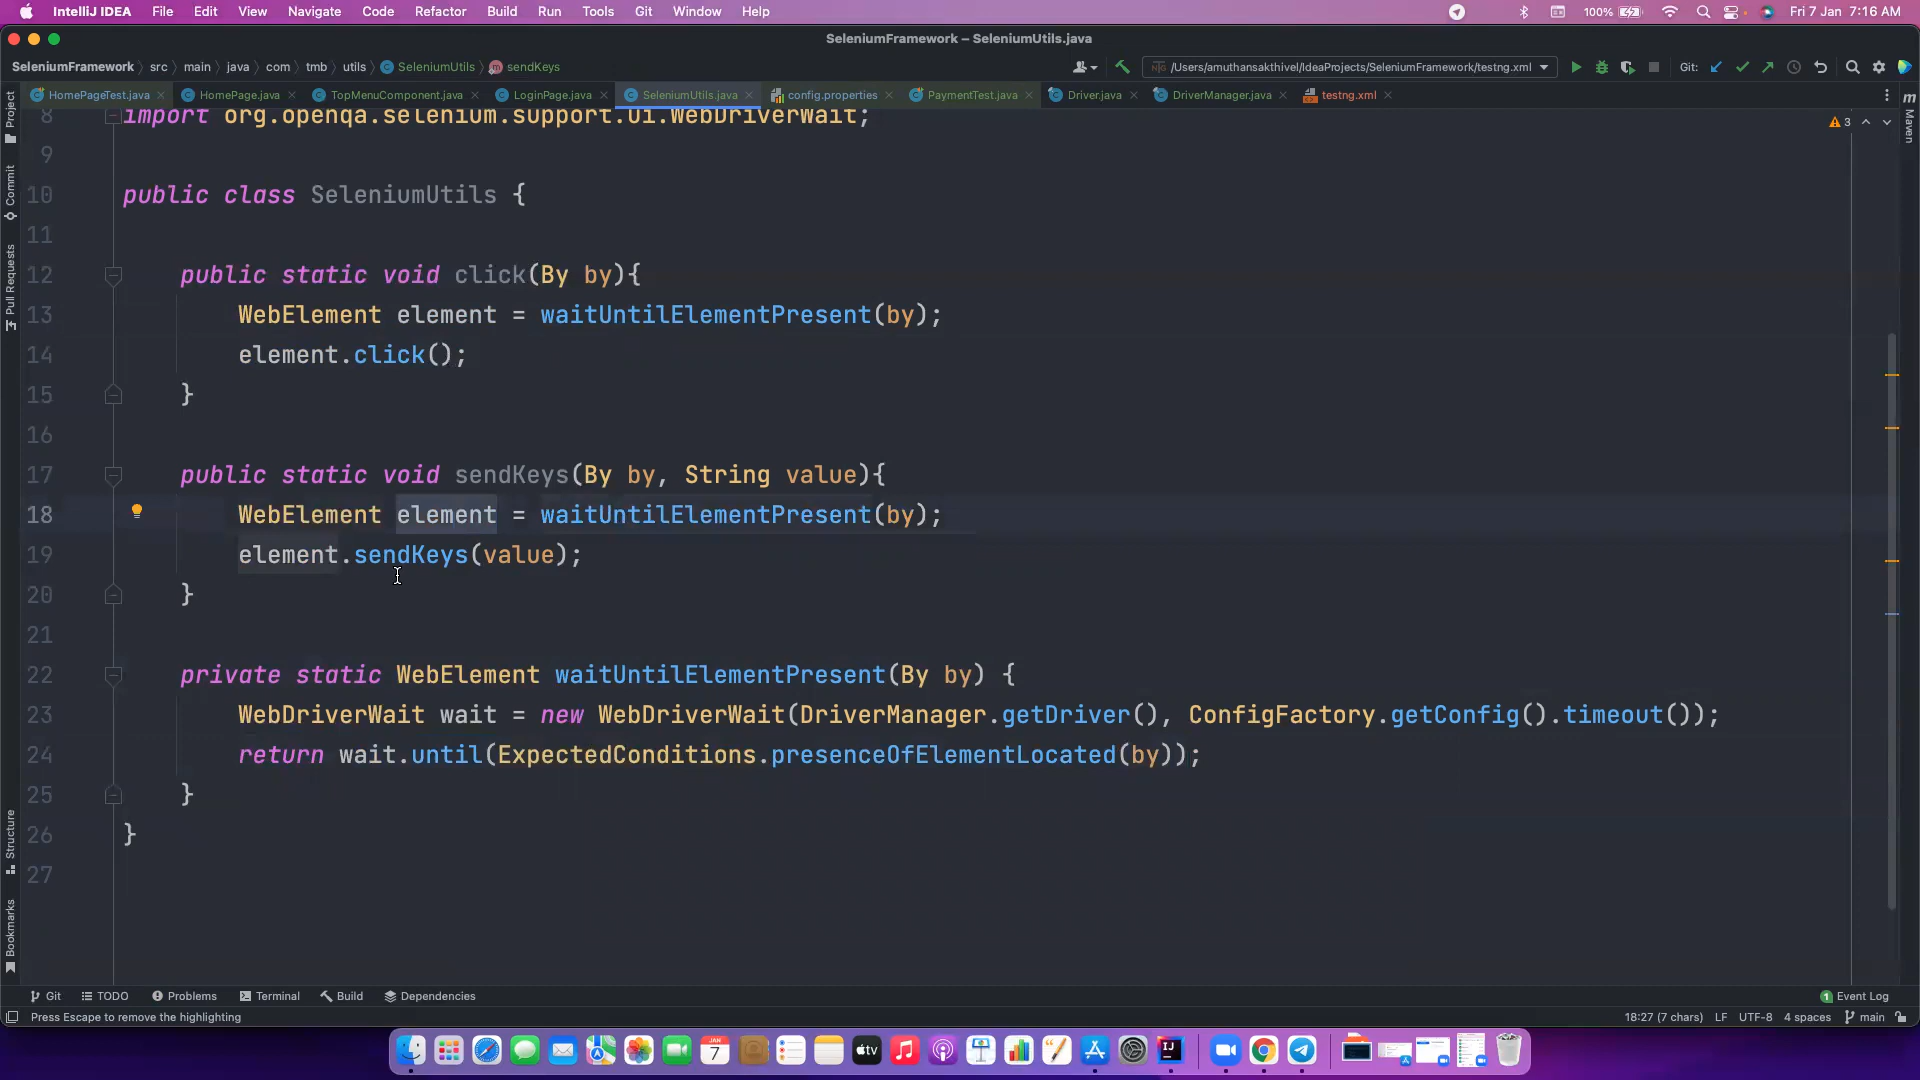 IntelliJ IDEA File Edit View Navigate Code Refactor Build Run Tools Git Window Help 100% Fri 7 Jan 7:16 AM
SeleniumFramework – SeleniumUtils.java
SeleniumFramework src main java com tmb utils SeleniumUtils sendKeys /Users/amuthansakthivel/IdeaProjects/SeleniumFramework/testng.xml Git:
HomePageTest.java HomePage.java TopMenuComponent.java LoginPage.java SeleniumUtils.java config.properties PaymentTest.java Driver.java DriverManager.java testng.xml
Project
Commit
Pull Requests
Structure
Bookmarks
m Maven
3
8 import org.openqa.selenium.support.ui.WebDriverWait;
9
10 public class SeleniumUtils {
11
12 public static void click(By by){
13 WebElement element = waitUntilElementPresent(by);
14 element.click();
15 }
16
17 public static void sendKeys(By by, String value){
18 WebElement element = waitUntilElementPresent(by);
19 element.sendKeys(value);
20 }
21
22 private static WebElement waitUntilElementPresent(By by) {
23 WebDriverWait wait = new WebDriverWait(DriverManager.getDriver(), ConfigFactory.getConfig().timeout());
24 return wait.until(ExpectedConditions.presenceOfElementLocated(by));
25 }
26 }
27
Git TODO Problems Terminal Build Dependencies 1 Event Log
Press Escape to remove the highlighting 18:27 (7 chars) LF UTF-8 4 spaces main
JAN
7
tv
IJ